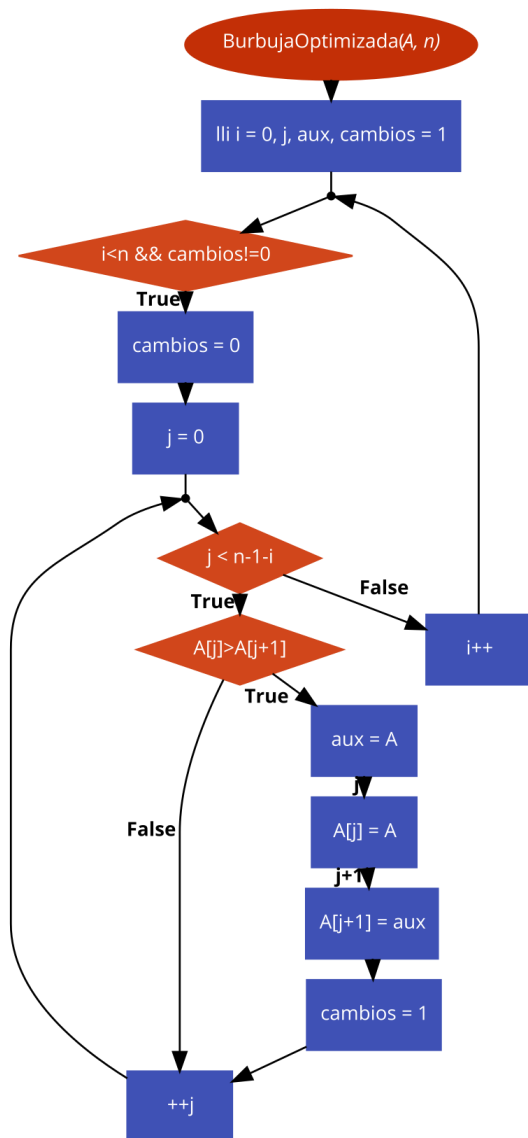 BurbujaOptimizada(A, n)
lli i = 0, j, aux, cambios = 1
i<n && cambios!=0
True
cambios = 0
j = 0
j < n-1-i
False
True
A[j]>A[j+1]
i++
True
aux = A
j
False
A[j] = A
j+1
A[j+1] = aux
cambios = 1
++j